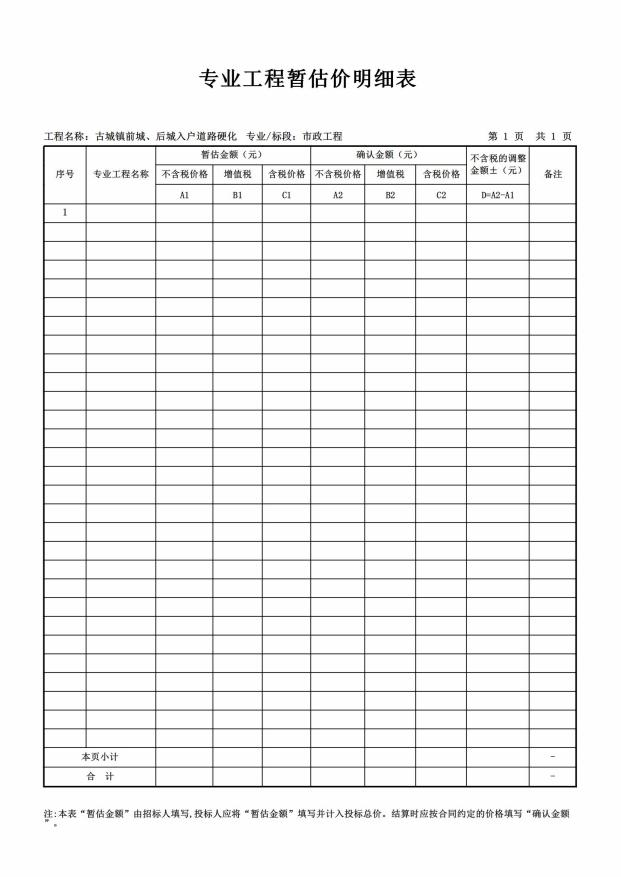 专业工程暂估价明细表
工程名称：古城镇前城、后城入户道路硬化 专业/标段：市政工程 第 1 页 共 1 页
序号 专业工程名称 暂估金额（元） 确认金额（元） 不含税的调整金额士（元） 备注
不含税价格 增值税 含税价格 不含税价格 增值税 含税价格
A1 B1 C1 A2 B2 C2 D=A2-A1
1
本页小计 -
合 计 -
注:本表“暂估金额”由招标人填写,投标人应将“暂估金额”填写并计入投标总价。结算时应按合同约定的价格填写“确认金额
”。